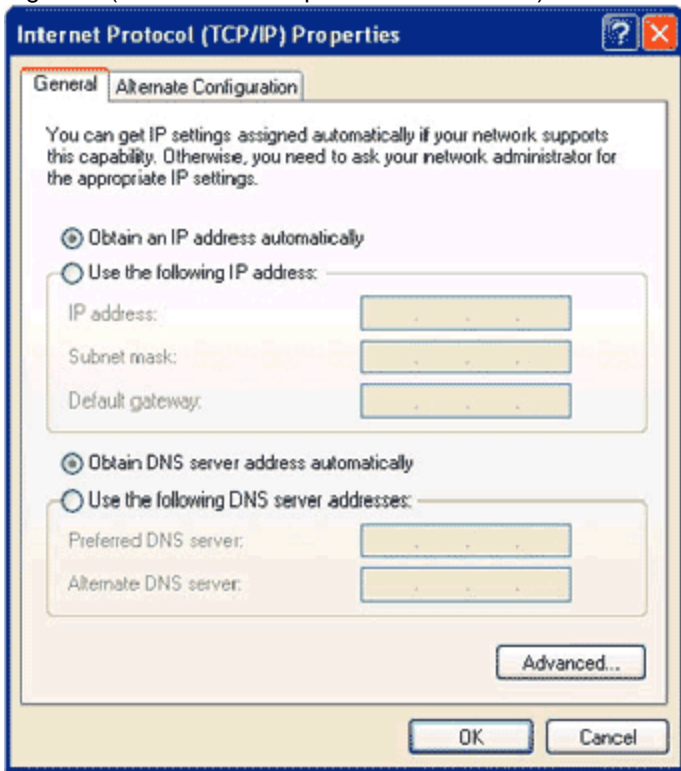 Internet Protocol (TCP/IP) Properties
General
Alternate Configuration
You can get IP settings assigned automatically if your network supports
this capability. Otherwise, you need to ask your network administrator for
the appropriate IP settings.
Obtain an IP address automatically
Use the following IP address:
IP address:
Subnet mask:
Default gateway:
Obtain DNS server address automatically
Use the following DNS server addresses:
Preferred DNS server:
Alternate DNS server:
Advanced...
OK
Cancel